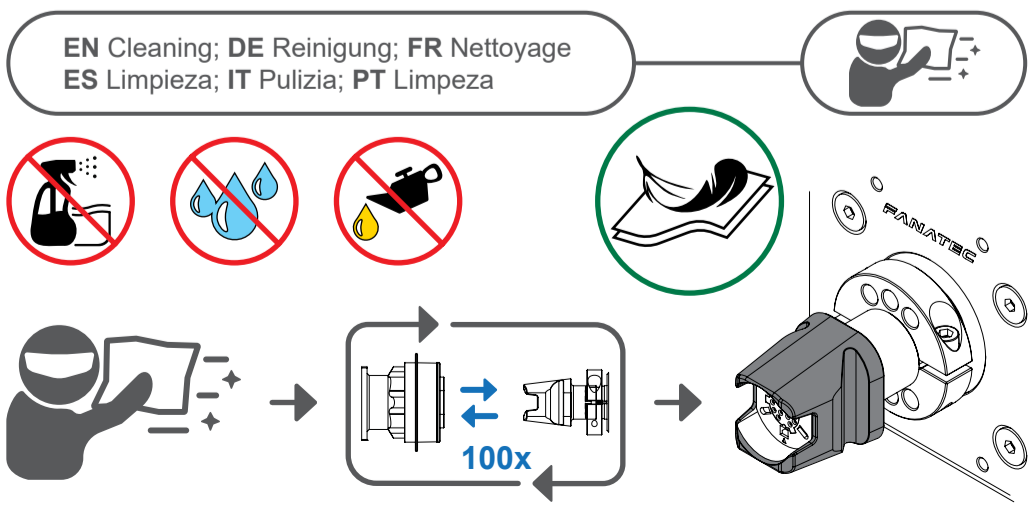 EN Cleaning; DE Reinigung; FR Nettoyage
ES Limpieza; IT Pulizia; PT Limpeza
FANATEC
100x